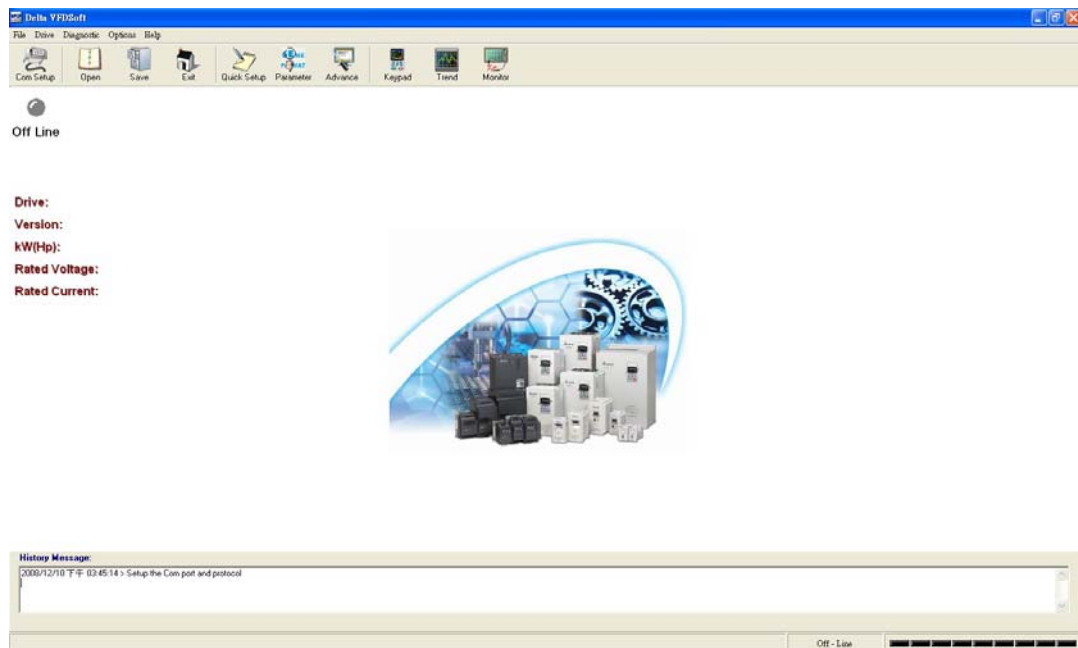 Delta VFDSoft
File Drive Diagnostic Options Help
Com Setup Open Save Exit Quick Setup Parameter Advance Keypad Trend Monitor
Off Line
Drive:
Version:
kW(Hp):
Rated Voltage:
Rated Current:
History Message:
2008/12/10 下午 03:45:14 > Setup the Com port and protocol
Off - Line